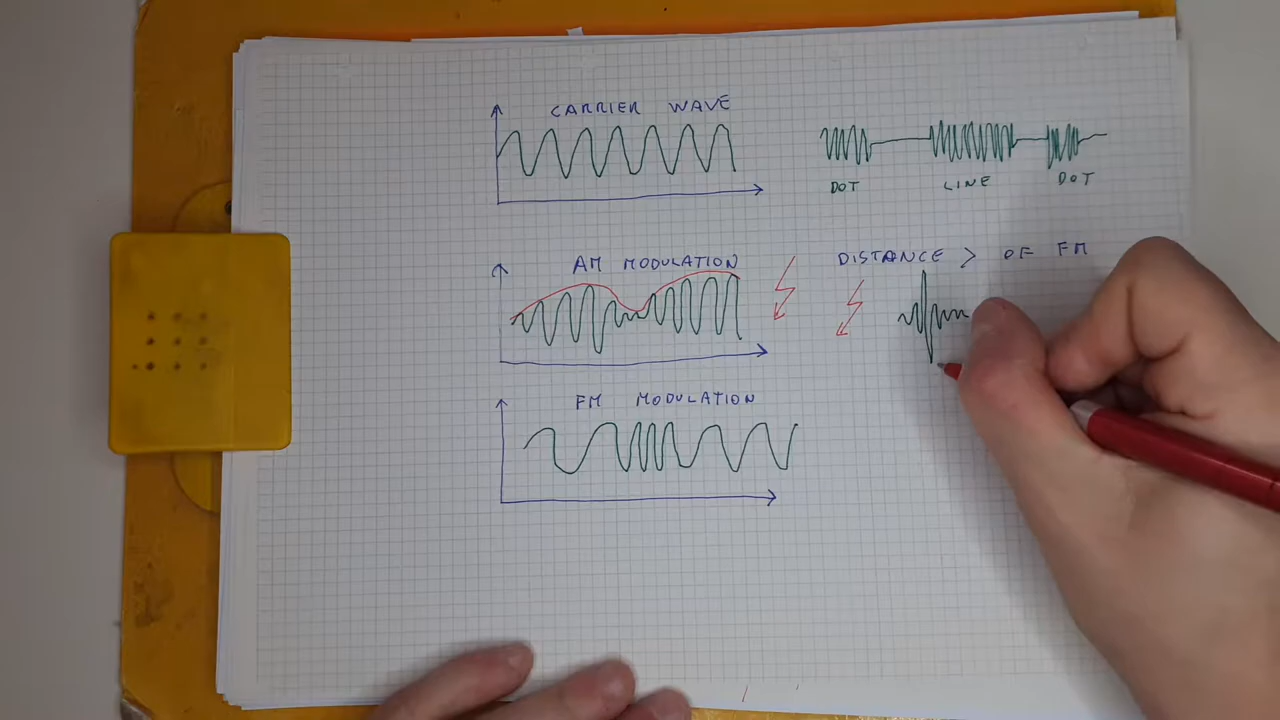 CARRIER WAVE
DOT LINE DOT
AM MODULATION
DISTANCE > OF FM
FM MODULATION